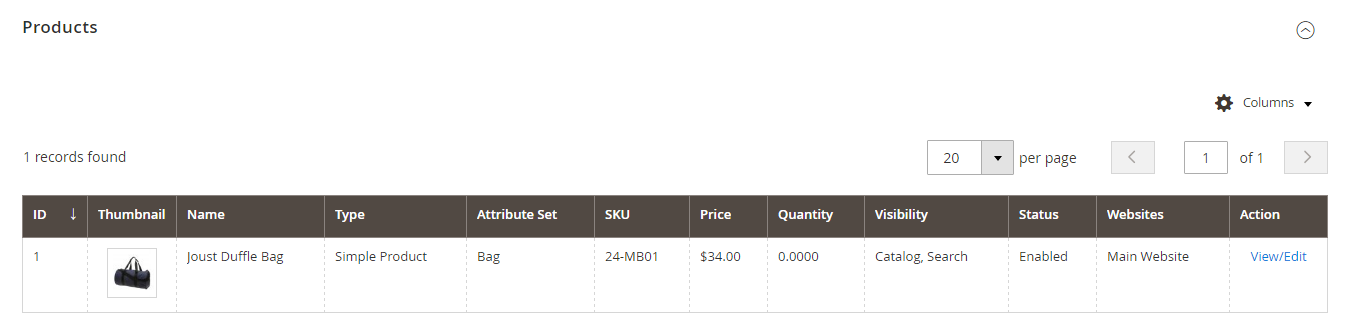 Products
Columns
1 records found
20 per page 1 of 1
ID ↓ Thumbnail Name Type Attribute Set SKU Price Quantity Visibility Status Websites Action
1 Joust Duffle Bag Simple Product Bag 24-MB01 $34.00 0.0000 Catalog, Search Enabled Main Website View/Edit